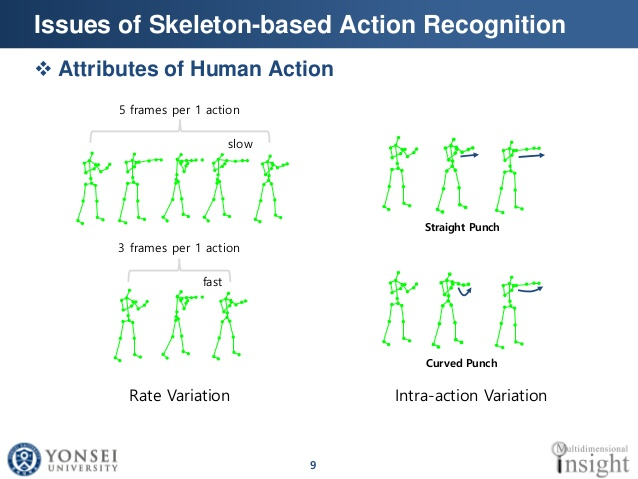 Issues of Skeleton-based Action Recognition
❖ Attributes of Human Action
5 frames per 1 action
slow
3 frames per 1 action
fast
Rate Variation
Straight Punch
Curved Punch
Intra-action Variation
YONSEI
UNIVERSITY
9
Multidimensional
insight